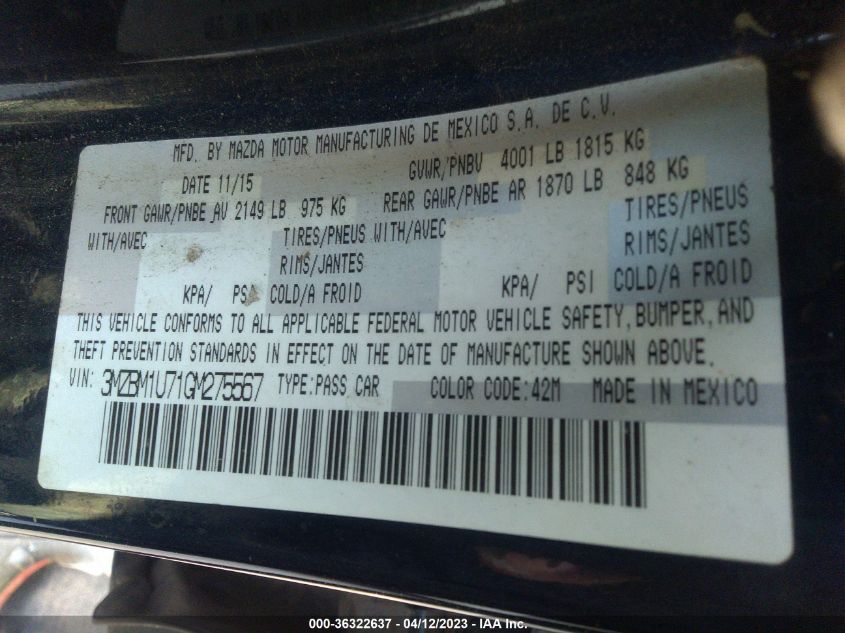 MFD. BY MAZDA MOTOR MANUFACTURING DE MEXICO S.A. DE C.V.
DATE 11/15 GVWR/PNBV 4001 LB 1815 KG
FRONT GAWR/PNBE AV 2149 LB 975 KG REAR GAWR/PNBE AR 1870 LB 848 KG
WITH/AVEC TIRES/PNEUS WITH/AVEC TIRES/PNEUS
RIMS/JANTES RIMS/JANTES
KPA/ PSI COLD/A FROID KPA/ PSI COLD/A FROID
THIS VEHICLE CONFORMS TO ALL APPLICABLE FEDERAL MOTOR VEHICLE SAFETY, BUMPER, AND
THEFT PREVENTION STANDARDS IN EFFECT ON THE DATE OF MANUFACTURE SHOWN ABOVE.
VIN: 3MZBM1U71GM275567 TYPE:PASS CAR COLOR CODE:42M MADE IN MEXICO
000-36322637 - 04/12/2023 - IAA Inc.